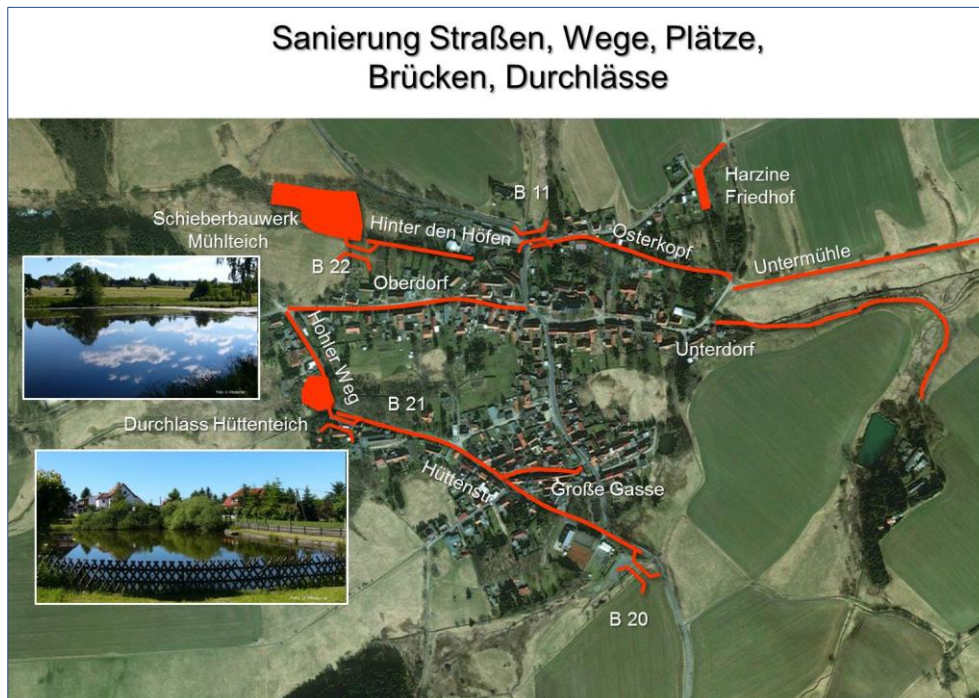 Sanierung Straßen, Wege, Plätze,
Brücken, Durchlässe
B 11
Harzine
Friedhof
Schieberbauwerk
Mühlteich
Hinter den Höfen
Osterkopf
Untermühle
B 22
Oberdorf
Hohler Weg
Unterdorf
B 21
Durchlass Hüttenteich
Hüttenstr
Große Gasse
B 20